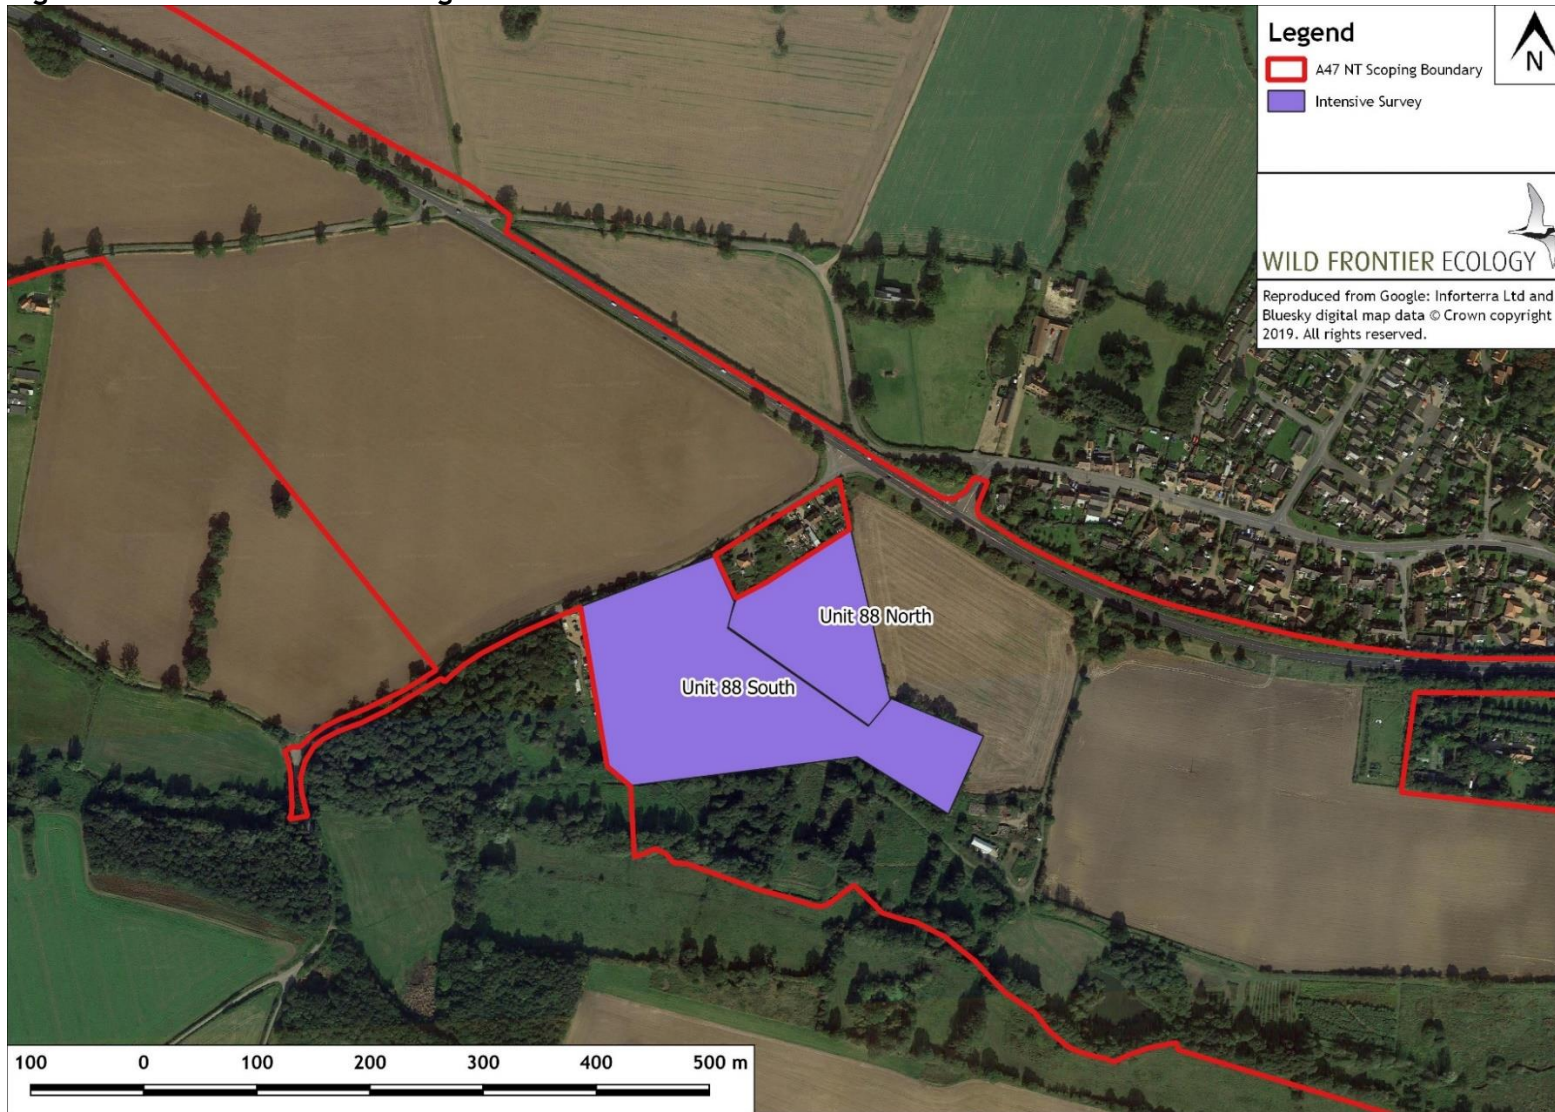 Legend
A47 NT Scoping Boundary
Intensive Survey
N
WILD FRONTIER ECOLOGY
Reproduced from Google: Inforterra Ltd and
Bluesky digital map data © Crown copyright
2019. All rights reserved.
Unit 88 North
Unit 88 South
100 0 100 200 300 400 500 m